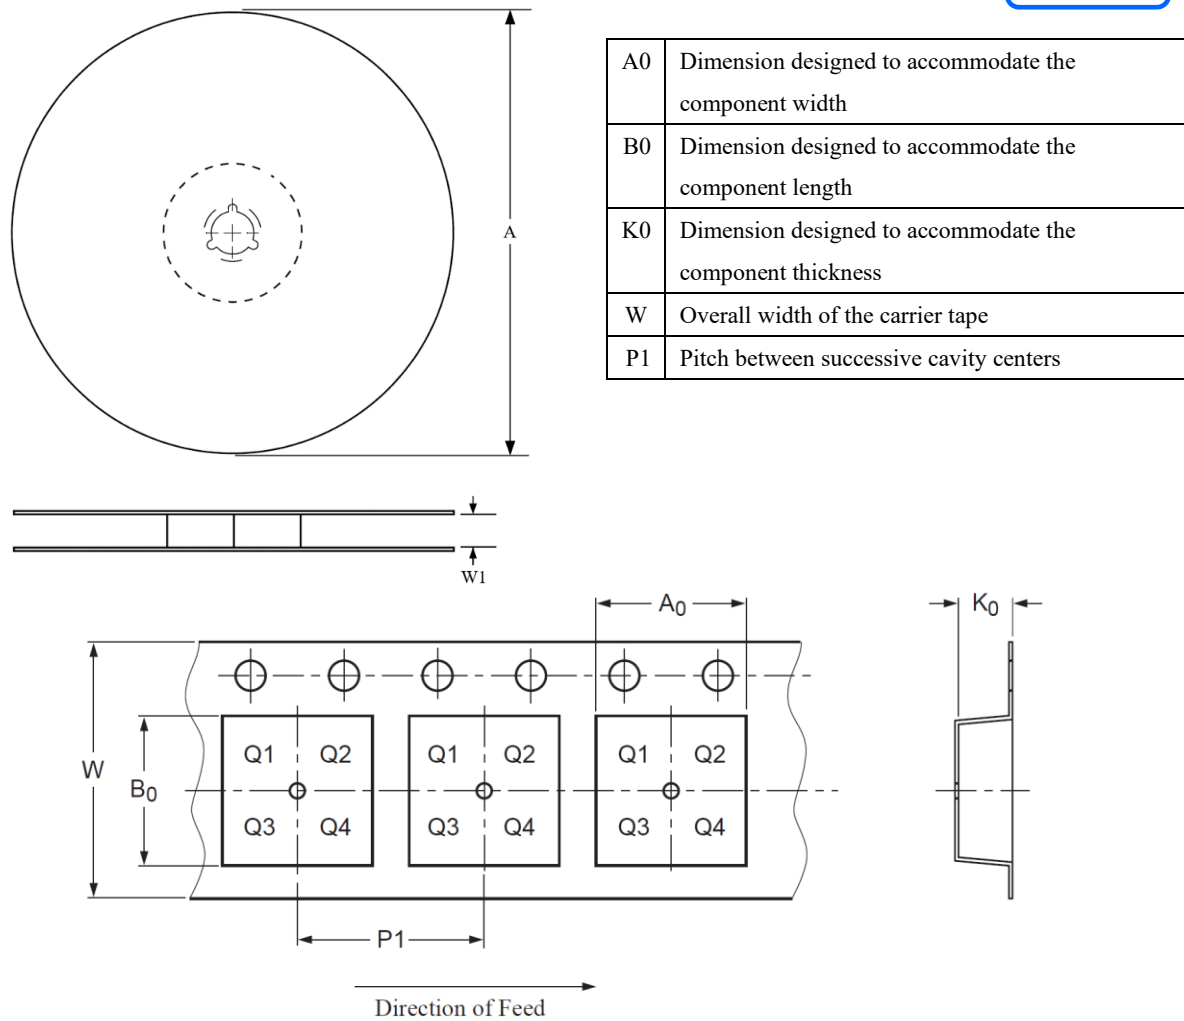 A
A0 Dimension designed to accommodate the
component width
B0 Dimension designed to accommodate the
component length
K0 Dimension designed to accommodate the
component thickness
W Overall width of the carrier tape
P1 Pitch between successive cavity centers
W1
A0 K0
W
B0
Q1 Q2 Q1 Q2 Q1 Q2
Q3 Q4 Q3 Q4 Q3 Q4
P1
Direction of Feed